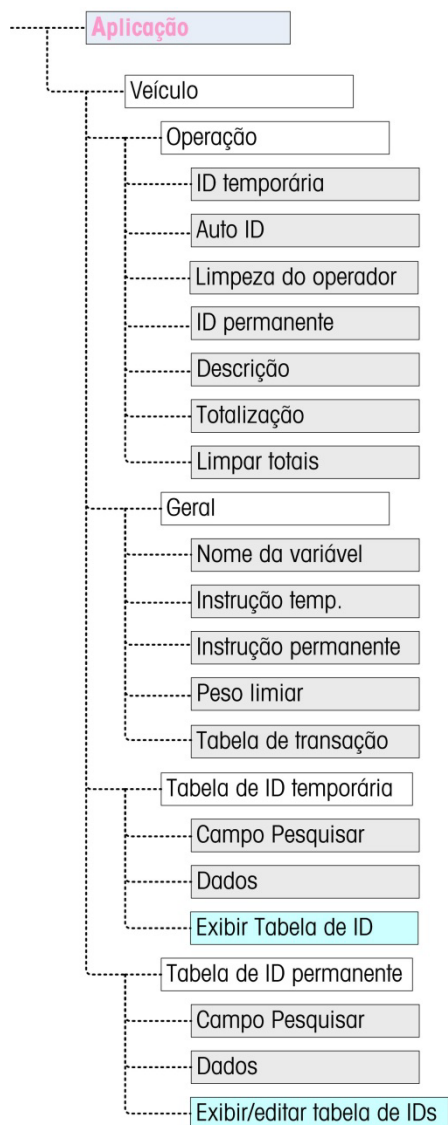 Aplicação
Veículo
Operação
ID temporária
Auto ID
Limpeza do operador
ID permanente
Descrição
Totalização
Limpar totais
Geral
Nome da variável
Instrução temp.
Instrução permanente
Peso limiar
Tabela de transação
Tabela de ID temporária
Campo Pesquisar
Dados
Exibir Tabela de ID
Tabela de ID permanente
Campo Pesquisar
Dados
Exibir/editar tabela de IDs